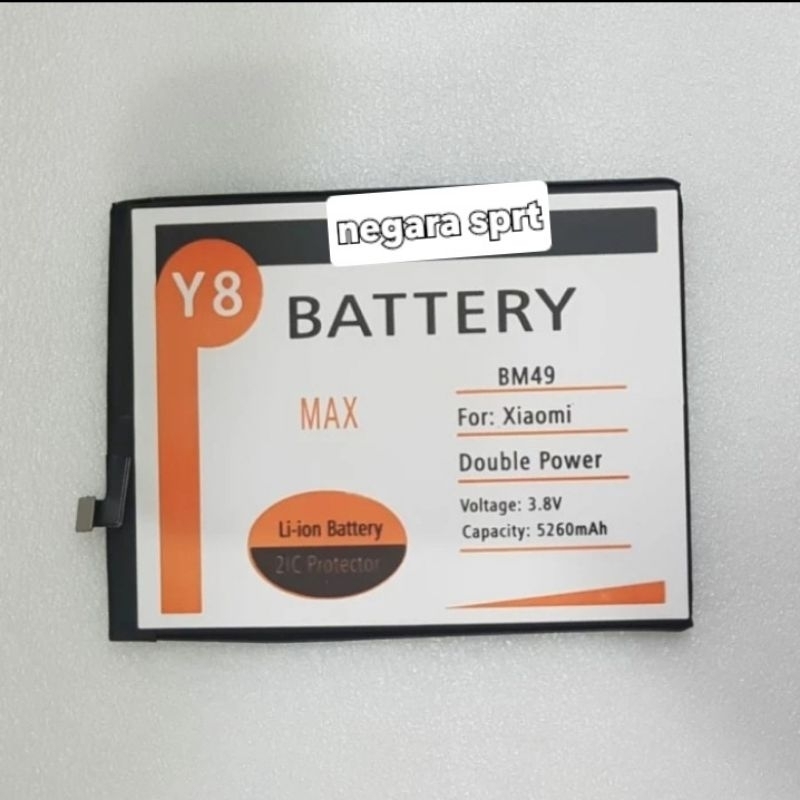 negara sprt
Y8
BATTERY
MAX
BM49
For: Xiaomi
Double Power
Voltage: 3.8V
Capacity: 5260mAh
Li-ion Battery
2IC Protector